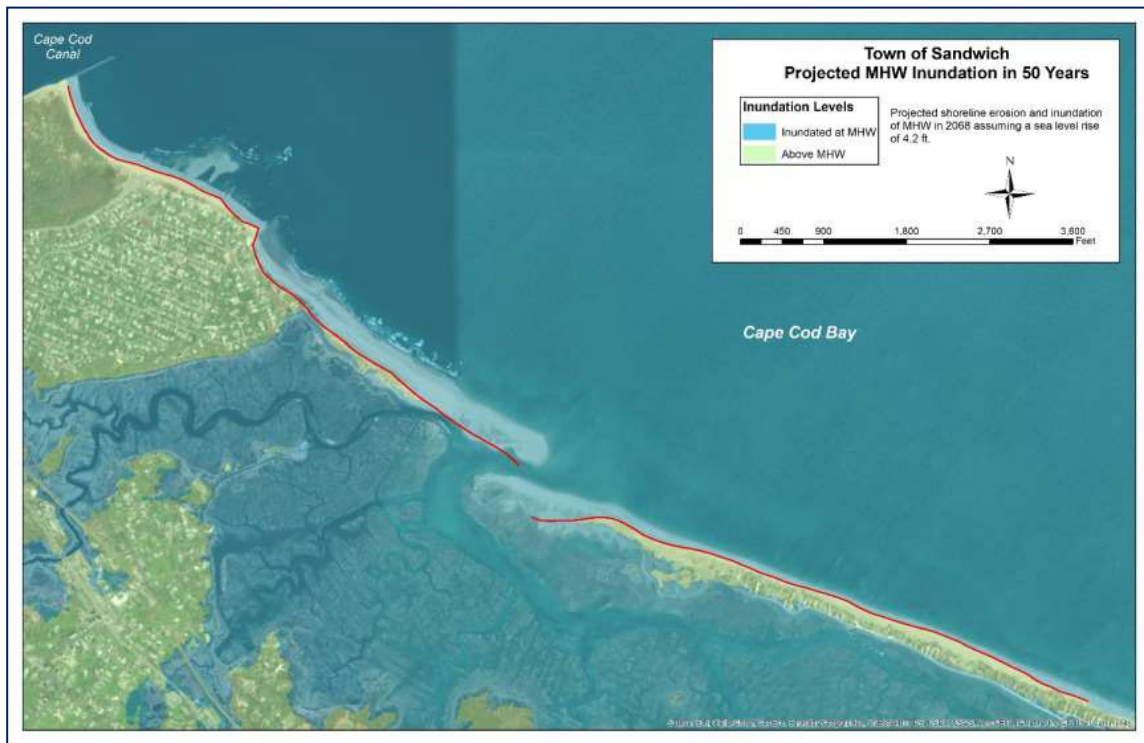 Cape Cod
Canal
Town of Sandwich
Projected MHW Inundation in 50 Years
Inundation Levels
Inundated at MHW
Above MHW
Projected shoreline erosion and inundation
of MHW in 2068 assuming a sea level rise
of 4.2 ft.
N
0 450 900 1,800 2,700 3,600
Feet
Cape Cod Bay